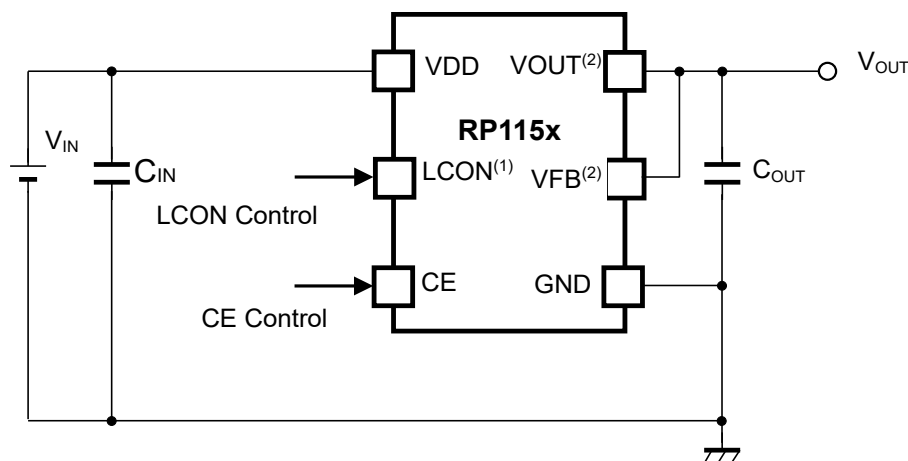 VDD VOUT(2)
VOUT
RP115x
VIN
CIN
LCON(1)
VFB(2)
COUT
LCON Control
CE
GND
CE Control